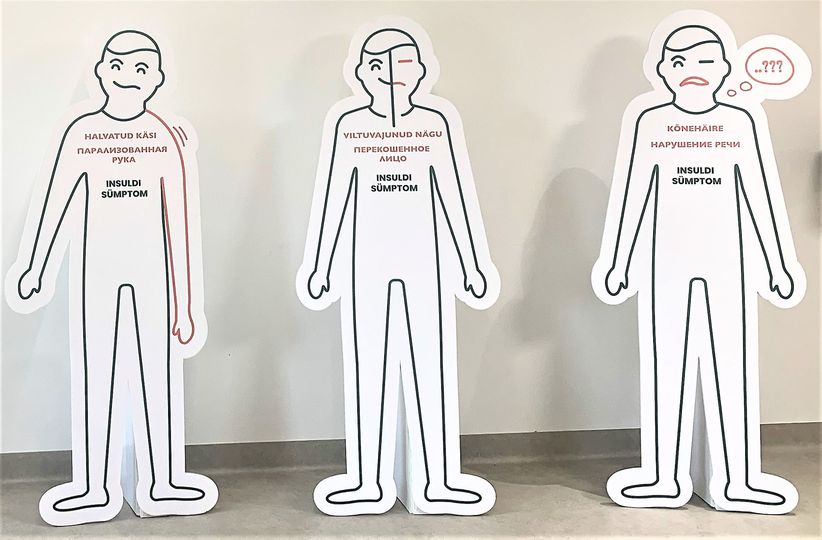 HALVATUD KÄSI
ПАРАЛИЗОВАННАЯ
РУКА
INSULDI
SÜMPTOM
VILTUVAJUNUD NÄGU
ПЕРЕКОШЕННОЕ
ЛИЦО
INSULDI
SÜMPTOM
..???
KÕNEHÄIRE
НАРУШЕНИЕ РЕЧИ
INSULDI
SÜMPTOM